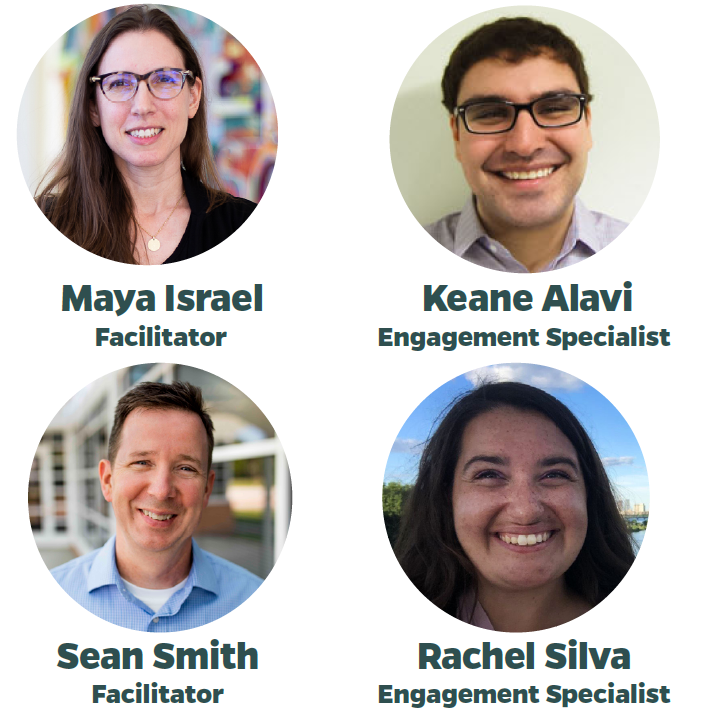 Maya Israel
Facilitator
Keane Alavi
Engagement Specialist
Sean Smith
Facilitator
Rachel Silva
Engagement Specialist